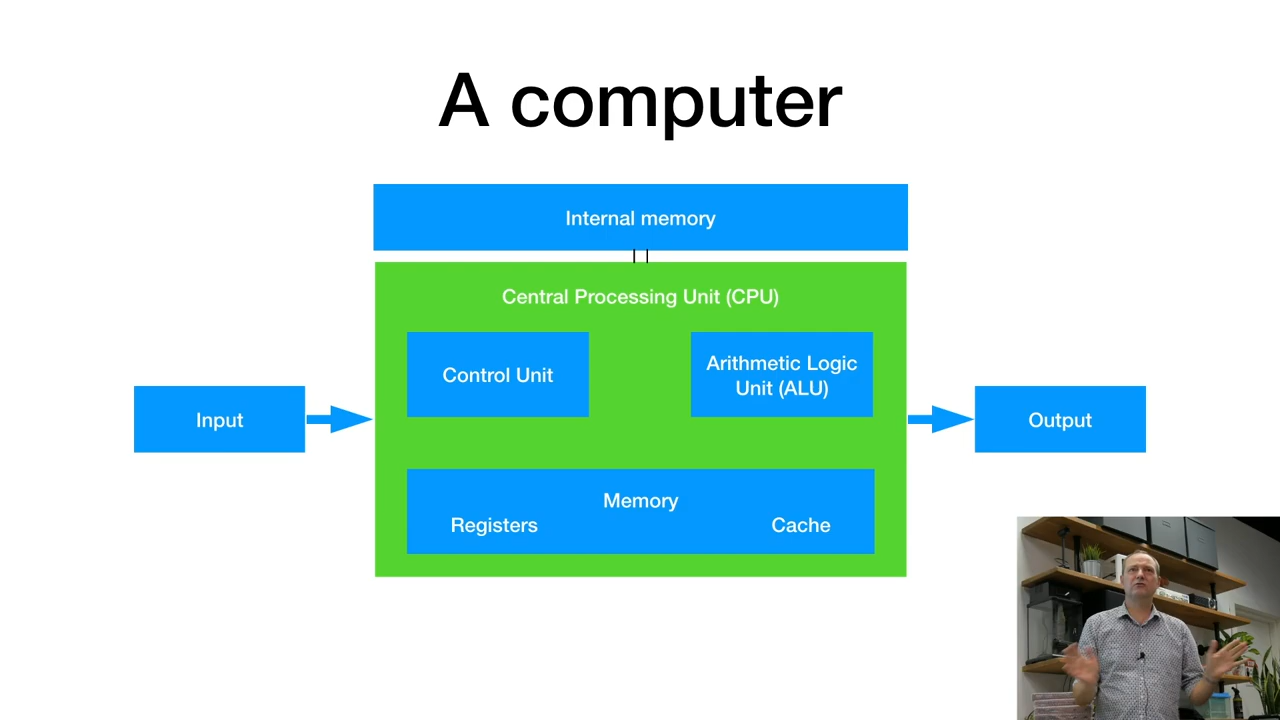 A computer
Internal memory
Central Processing Unit (CPU)
Control Unit
Arithmetic Logic
Unit (ALU)
Input
Output
Memory
Registers
Cache